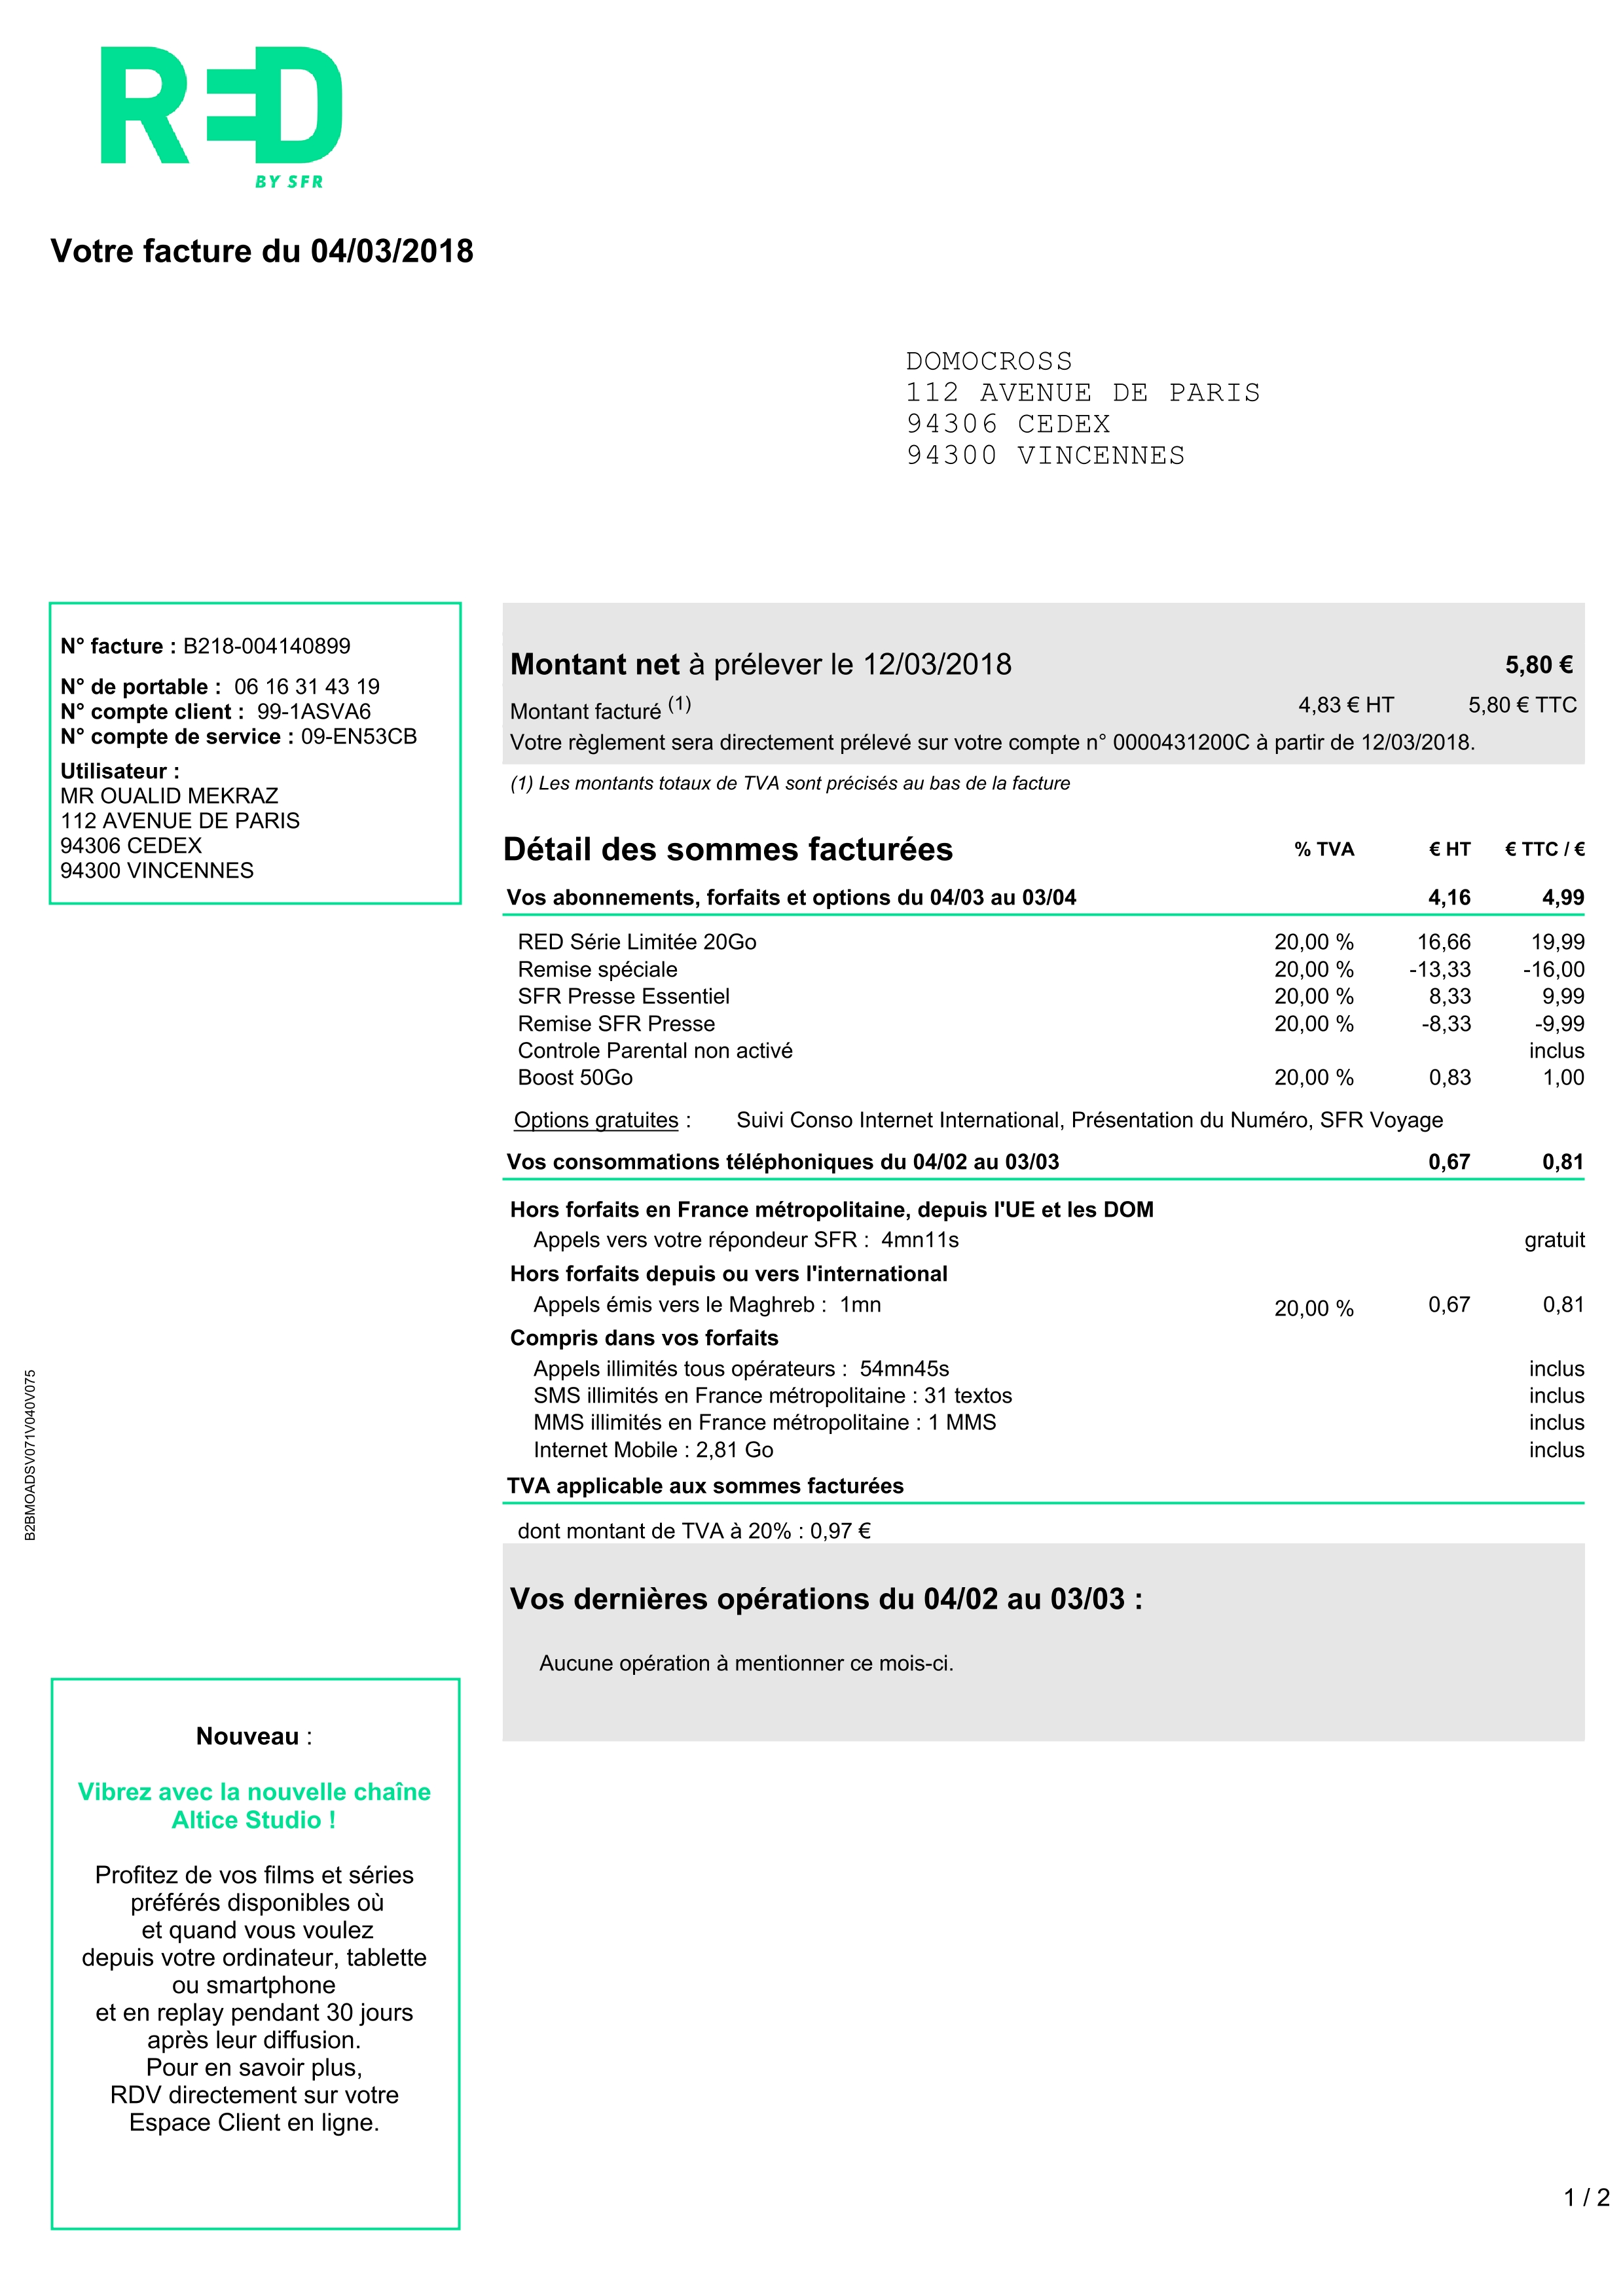 RED
BY SFR
Votre facture du 04/03/2018
DOMOCROSS
112 AVENUE DE PARIS
94306 CEDEX
94300 VINCENNES
N° facture : B218-004140899
N° de portable : 06 16 31 43 19
N° compte client : 99-1ASVA6
N° compte de service : 09-EN53CB
Utilisateur :
MR OUALID MEKRAZ
112 AVENUE DE PARIS
94306 CEDEX
94300 VINCENNES
Montant net à prélever le 12/03/2018 5,80 €
Montant facturé (1) 4,83 € HT 5,80 € TTC
Votre règlement sera directement prélevé sur votre compte n° 0000431200C à partir de 12/03/2018.
(1) Les montants totaux de TVA sont précisés au bas de la facture
Détail des sommes facturées % TVA € HT € TTC / €
Vos abonnements, forfaits et options du 04/03 au 03/04 4,16 4,99
RED Série Limitée 20Go 20,00 % 16,66 19,99
Remise spéciale 20,00 % -13,33 -16,00
SFR Presse Essentiel 20,00 % 8,33 9,99
Remise SFR Presse 20,00 % -8,33 -9,99
Controle Parental non activé inclus
Boost 50Go 20,00 % 0,83 1,00
Options gratuites : Suivi Conso Internet International, Présentation du Numéro, SFR Voyage
Vos consommations téléphoniques du 04/02 au 03/03 0,67 0,81
Hors forfaits en France métropolitaine, depuis l'UE et les DOM
Appels vers votre répondeur SFR : 4mn11s gratuit
Hors forfaits depuis ou vers l'international
Appels émis vers le Maghreb : 1mn 20,00 % 0,67 0,81
Compris dans vos forfaits
Appels illimités tous opérateurs : 54mn45s inclus
SMS illimités en France métropolitaine : 31 textos inclus
MMS illimités en France métropolitaine : 1 MMS inclus
Internet Mobile : 2,81 Go inclus
TVA applicable aux sommes facturées
dont montant de TVA à 20% : 0,97 €
Vos dernières opérations du 04/02 au 03/03 :
Aucune opération à mentionner ce mois-ci.
B2BMOADSV071V040V075
Nouveau :
Vibrez avec la nouvelle chaîne
Altice Studio !
Profitez de vos films et séries
préférés disponibles où
et quand vous voulez
depuis votre ordinateur, tablette
ou smartphone
et en replay pendant 30 jours
après leur diffusion.
Pour en savoir plus,
RDV directement sur votre
Espace Client en ligne.
1 / 2